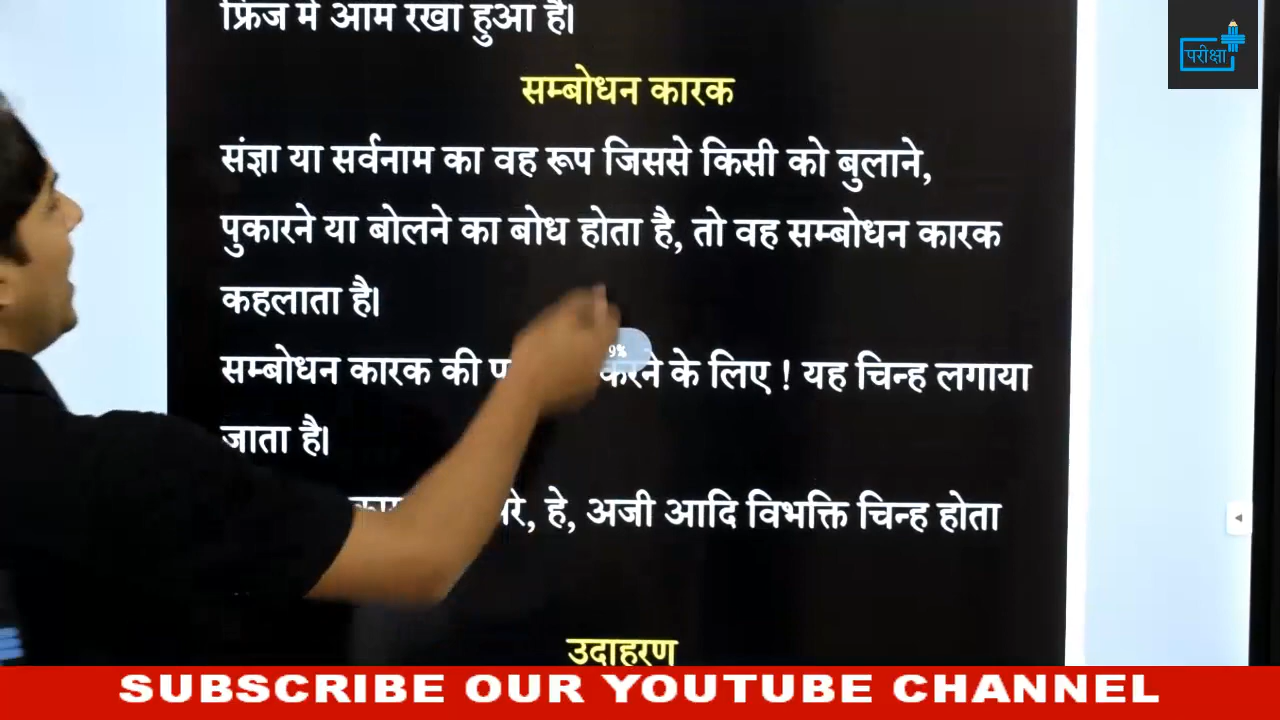 फ्रिज में आम रखा हुआ है।
परीक्षा
सम्बोधन कारक
संज्ञा या सर्वनाम का वह रूप जिससे किसी को बुलाने,
पुकारने या बोलने का बोध होता है, तो वह सम्बोधन कारक
कहलाता है।
9%
सम्बोधन कारक की करने के लिए ! यह चिन्ह लगाया
जाता है।
हे, अजी आदि विभक्ति चिन्ह होता
उदाहरण
SUBSCRIBE OUR YOUTUBE CHANNEL